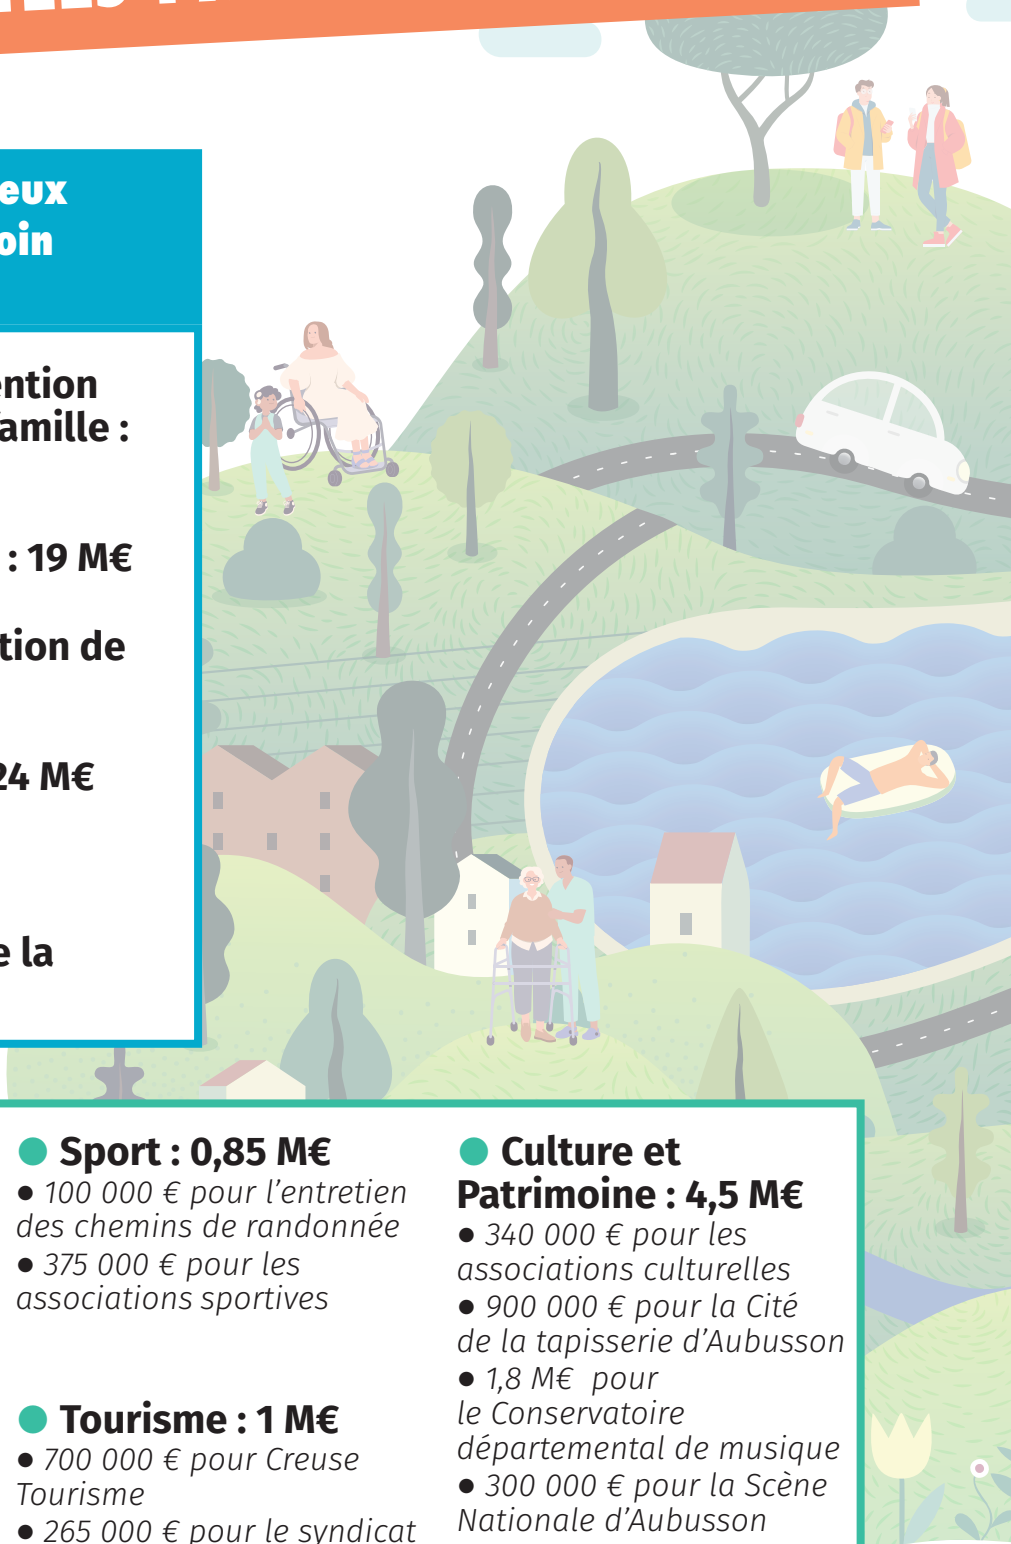 eux
oin
ention
famille :
: 19 M€
tion de
24 M€
e la
● Sport : 0,85 M€
● 100 000 € pour l’entretien
des chemins de randonnée
● 375 000 € pour les
associations sportives
● Tourisme : 1 M€
● 700 000 € pour Creuse
Tourisme
● 265 000 € pour le syndicat
● Culture et
Patrimoine : 4,5 M€
● 340 000 € pour les
associations culturelles
● 900 000 € pour la Cité
de la tapisserie d’Aubusson
● 1,8 M€ pour
le Conservatoire
départemental de musique
● 300 000 € pour la Scène
Nationale d’Aubusson